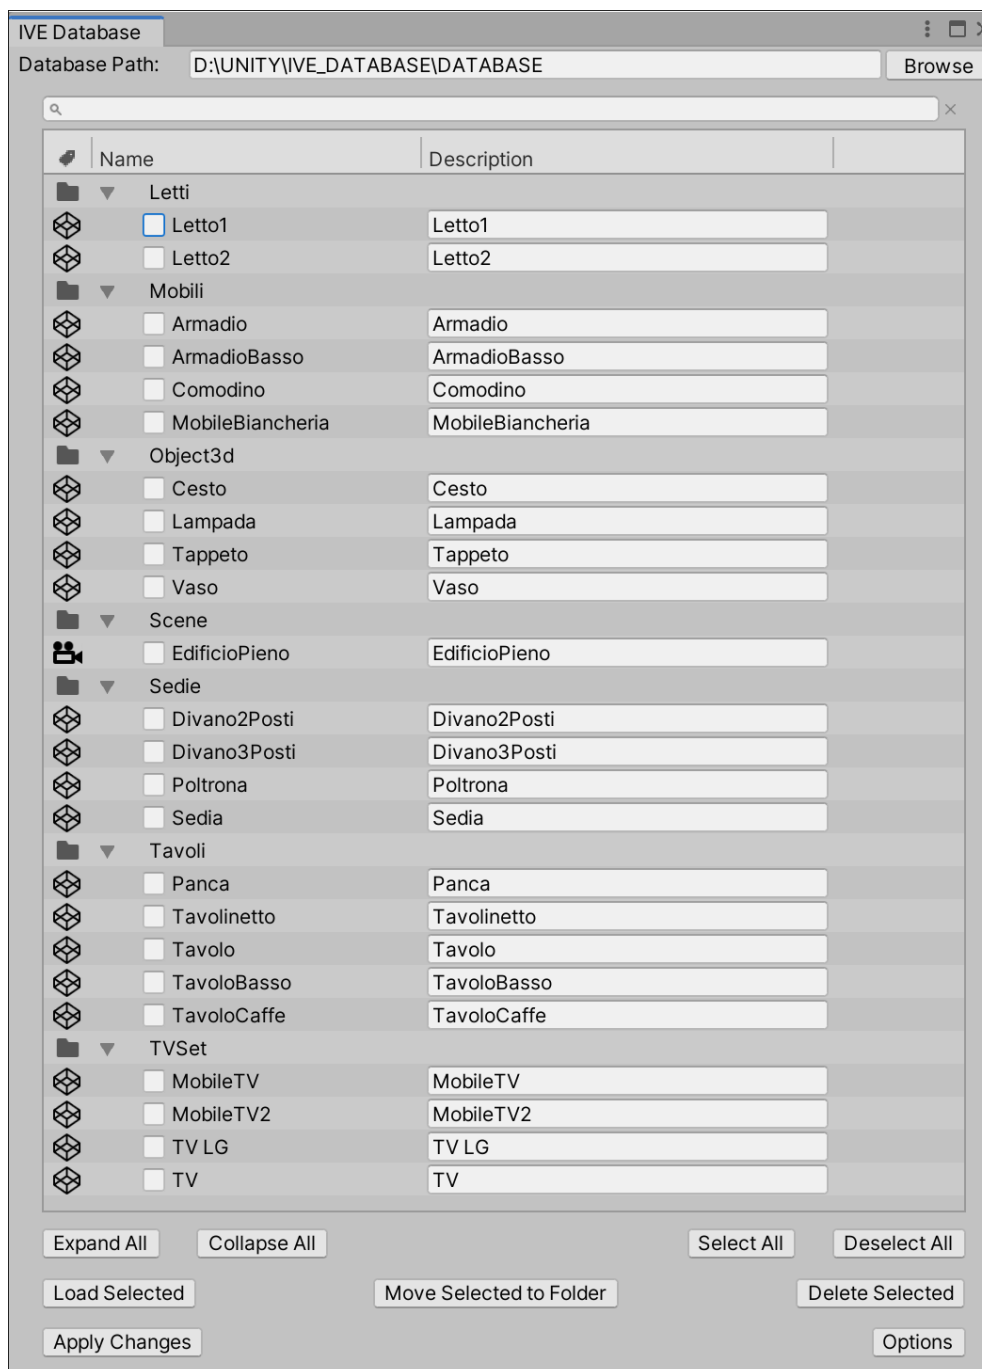 IVE Database
Database Path: D:\UNITY\IVE_DATABASE\DATABASE Browse
Name Description
Letti
Letto1 Letto1
Letto2 Letto2
Mobili
Armadio Armadio
ArmadioBasso ArmadioBasso
Comodino Comodino
MobileBiancheria MobileBiancheria
Object3d
Cesto Cesto
Lampada Lampada
Tappeto Tappeto
Vaso Vaso
Scene
EdificioPieno EdificioPieno
Sedie
Divano2Posti Divano2Posti
Divano3Posti Divano3Posti
Poltrona Poltrona
Sedia Sedia
Tavoli
Panca Panca
Tavolinetto Tavolinetto
Tavolo Tavolo
TavoloBasso TavoloBasso
TavoloCaffe TavoloCaffe
TVSet
MobileTV MobileTV
MobileTV2 MobileTV2
TV LG TV LG
TV TV
Expand All Collapse All Select All Deselect All
Load Selected Move Selected to Folder Delete Selected
Apply Changes Options